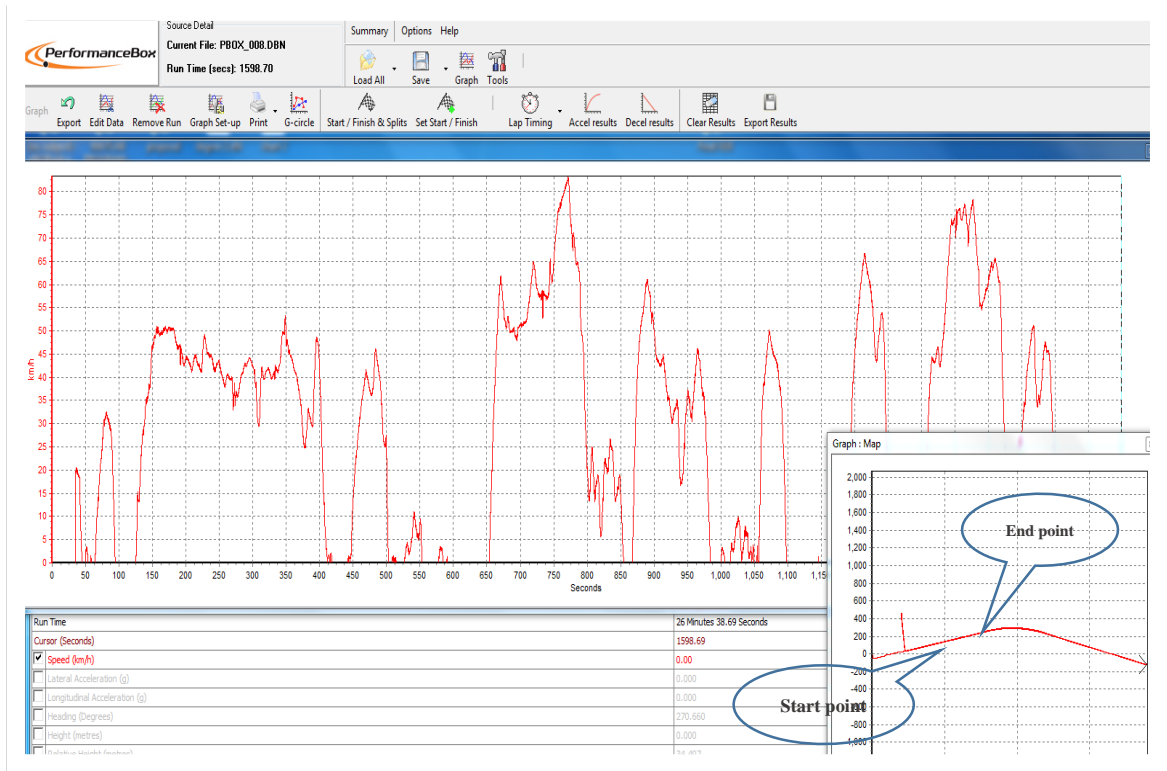 Source Detail
PerformanceBox
Current File: PBOX_008.DBN
Run Time (secs): 1598.70
Summary Options Help
Load All Save Graph Tools
Graph Export Edit Data Remove Run Graph Set-up Print G-circle Start / Finish & Splits Set Start / Finish Lap Timing Accel results Decel results Clear Results Export Results
80
75
70
65
60
55
50
45
40
35
30
25
20
15
10
5
0
km/h
0 50 100 150 200 250 300 350 400 450 500 550 600 650 700 750 800 850 900 950 1,000 1,050 1,100
Seconds
Graph : Map
2,000
1,800
1,600
1,400
1,200
1,000
800
600
400
200
0
-200
-400
-800
End point
Start point
Run Time 26 Minutes 38.69 Seconds
Cursor (Seconds) 1598.69
Speed (km/h) 0.00
Lateral Acceleration (g) 0.000
Longitudinal Acceleration (g) 0.000
Heading (Degrees) 270.660
Height (metres) 0.000